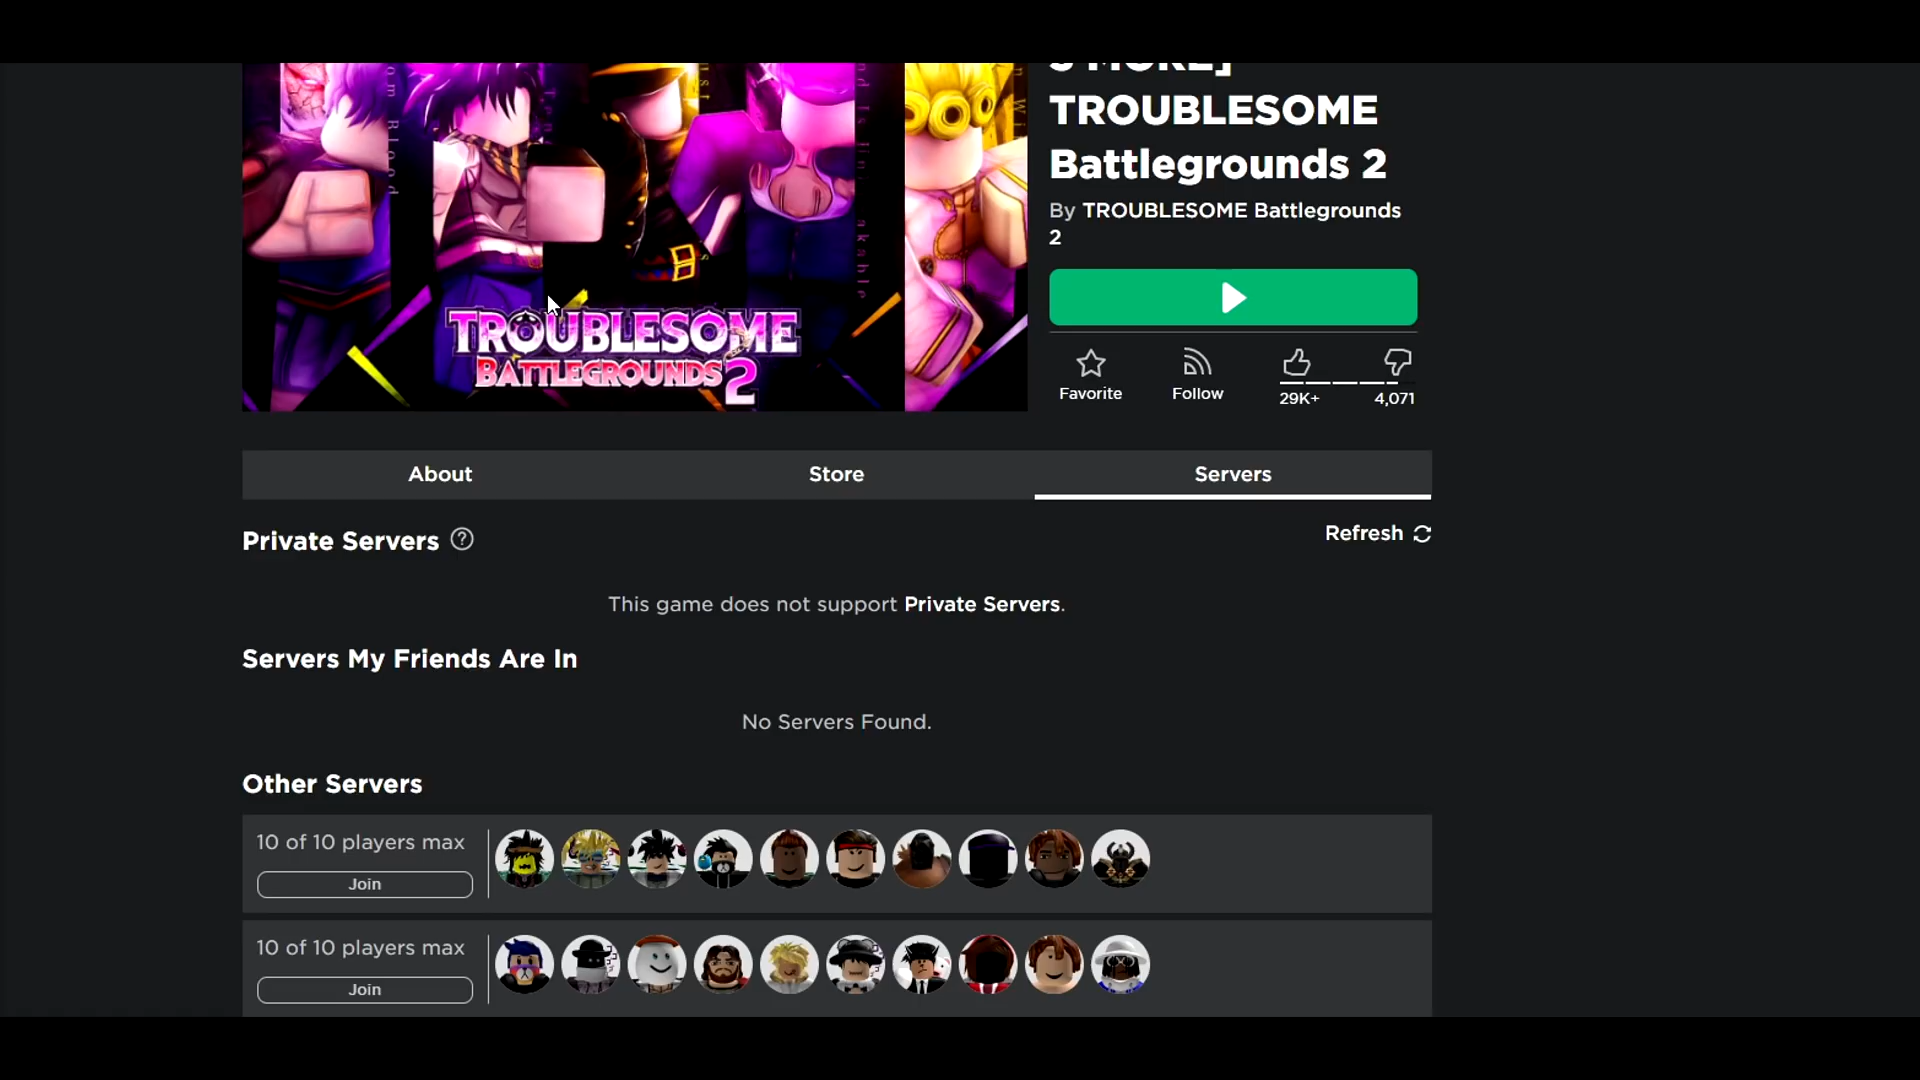 S MORE]
TROUBLESOME
Battlegrounds 2
By TROUBLESOME Battlegrounds
2
TROUBLESOME
BATTLEGROUNDS 2
Favorite
Follow
29K+
4,071
About
Store
Servers
Private Servers
Refresh
This game does not support Private Servers.
Servers My Friends Are In
No Servers Found.
Other Servers
10 of 10 players max
Join
10 of 10 players max
Join